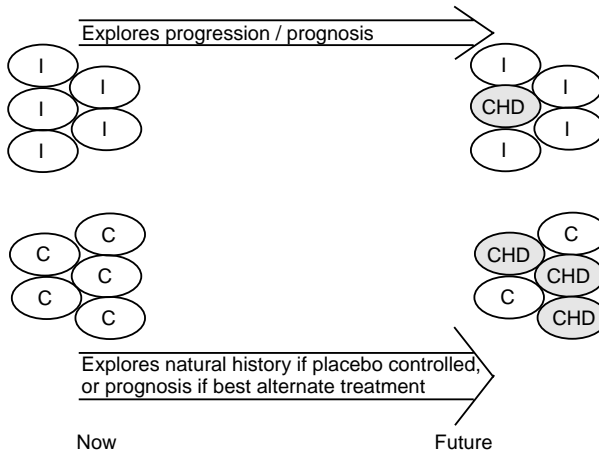 Explores progression / prognosis
I
I
I
I
I
I
CHD
I
I
I
C
C
C
C
C
C
CHD
CHD
C
CHD
Explores natural history if placebo controlled,
or prognosis if best alternate treatment
Now
Future